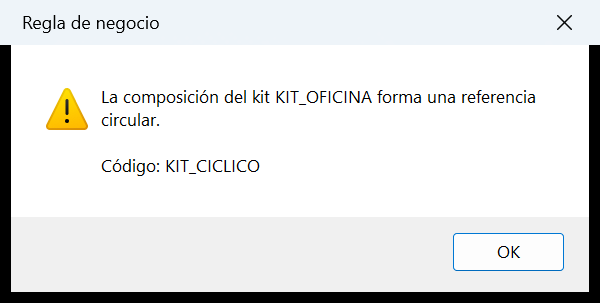 Regla de negocio
La composición del kit KIT_OFICINA forma una referencia
circular.
Código: KIT_CICLICO
OK